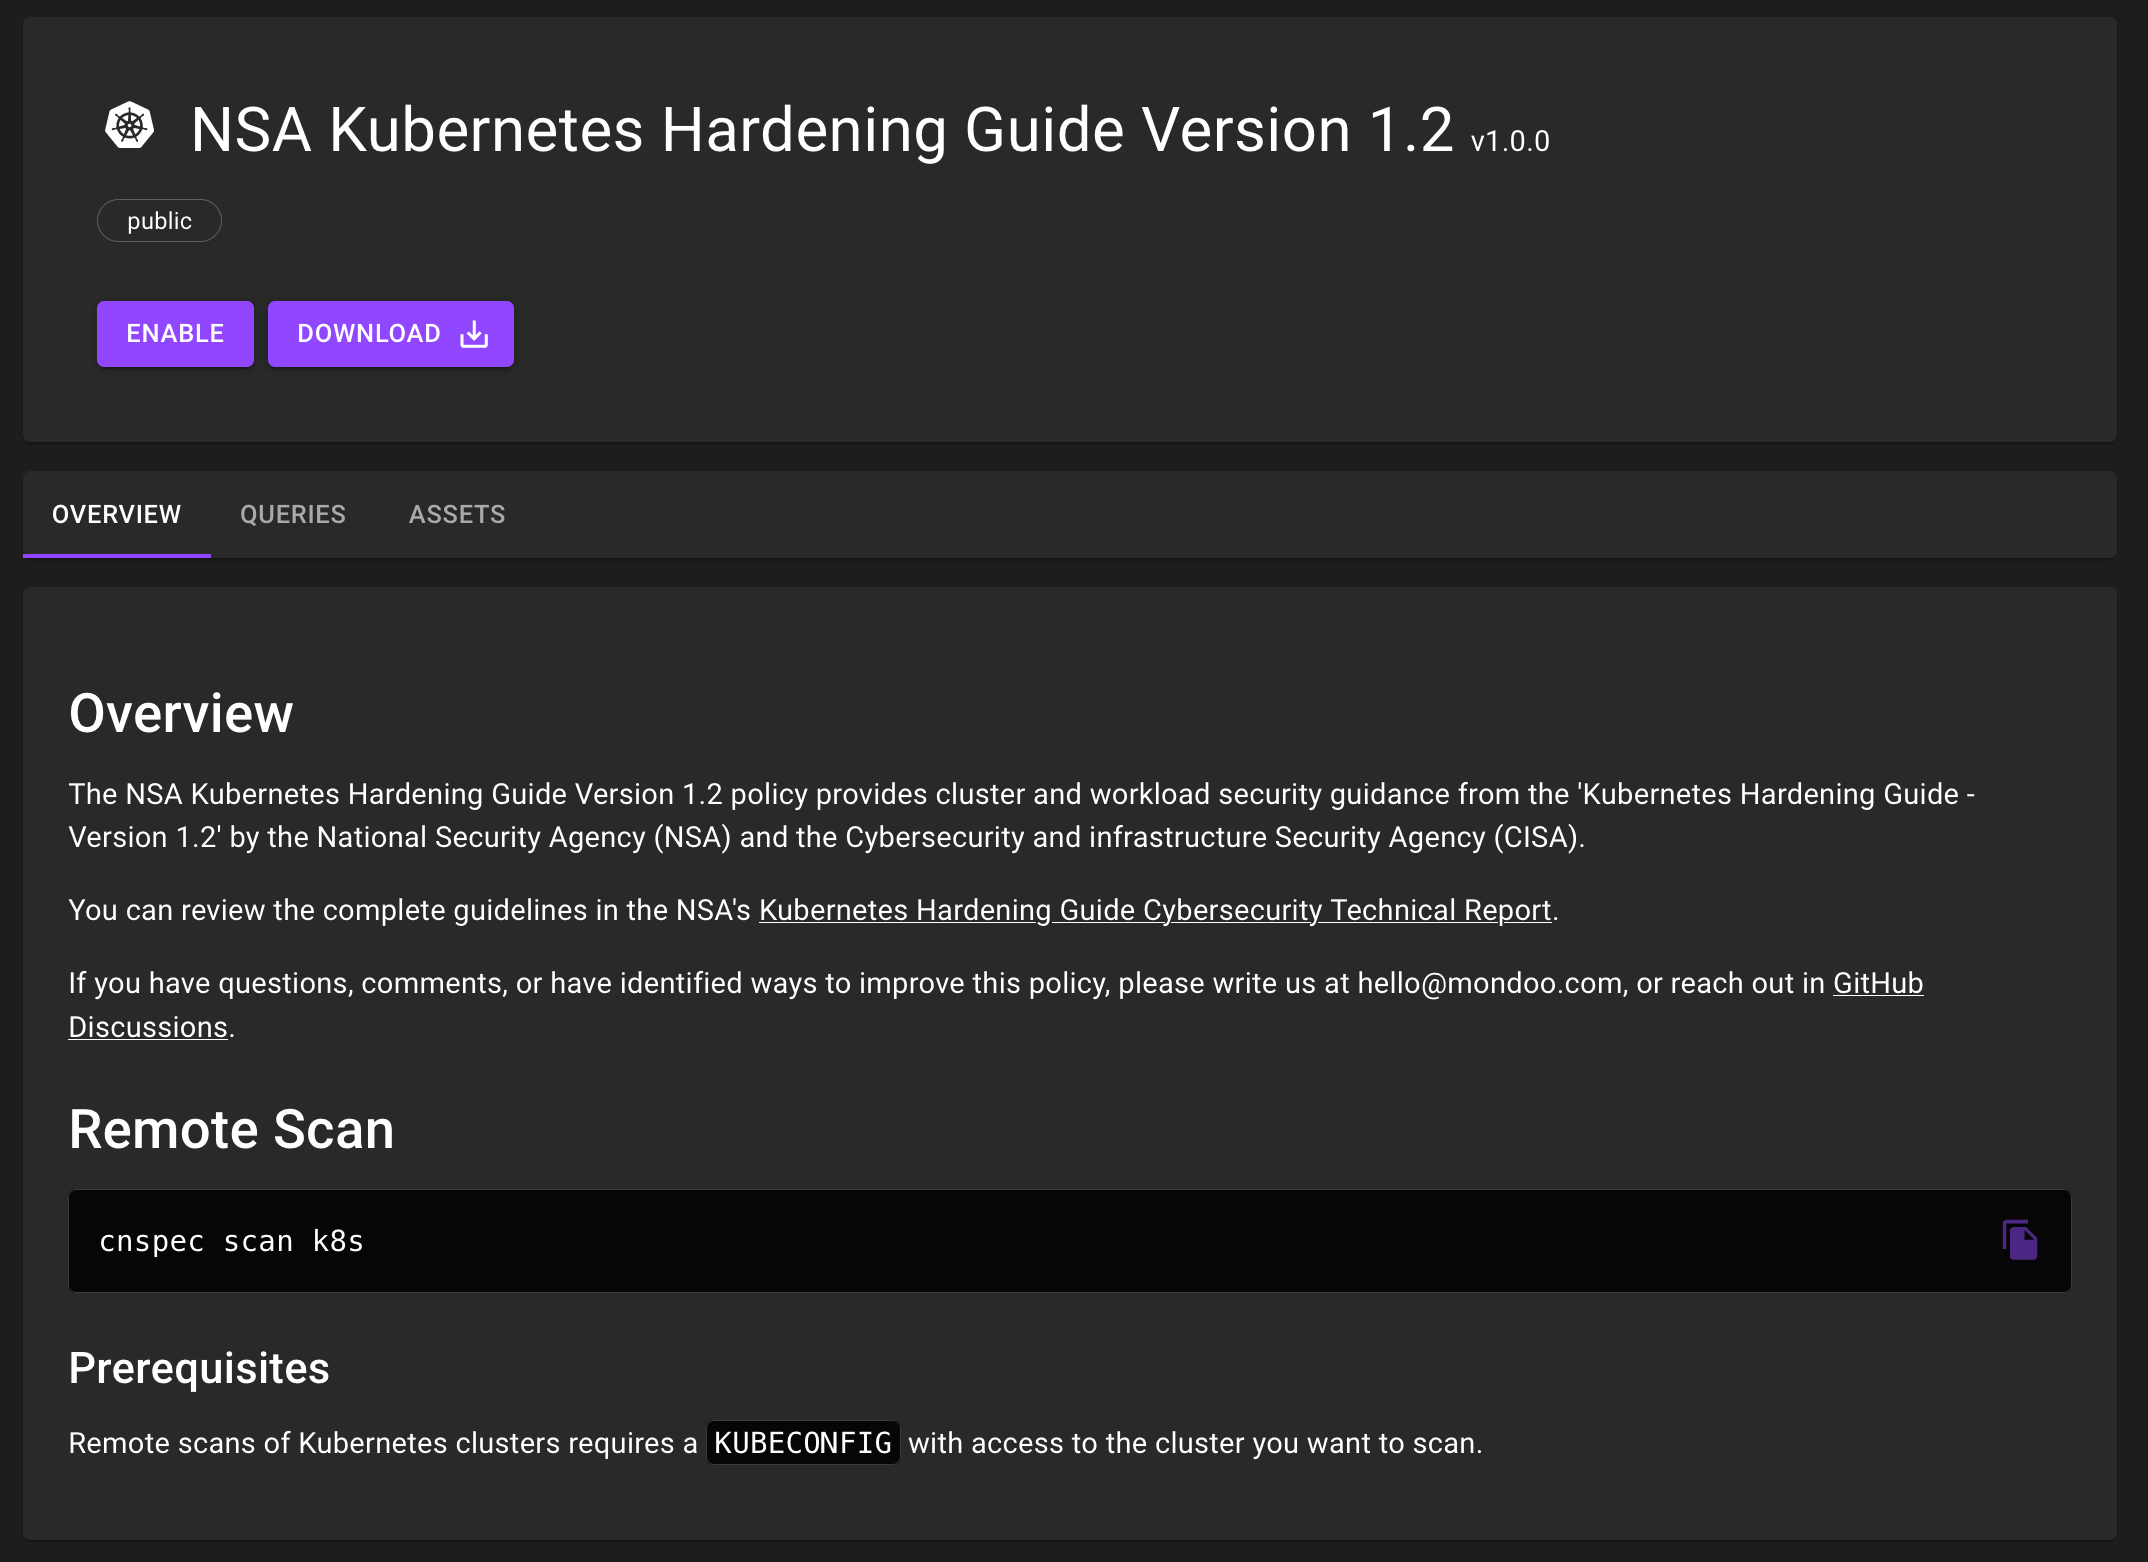 NSA Kubernetes Hardening Guide Version 1.2 v1.0.0
public
ENABLE
DOWNLOAD
OVERVIEW
QUERIES
ASSETS
Overview
The NSA Kubernetes Hardening Guide Version 1.2 policy provides cluster and workload security guidance from the 'Kubernetes Hardening Guide -
Version 1.2' by the National Security Agency (NSA) and the Cybersecurity and infrastructure Security Agency (CISA).
You can review the complete guidelines in the NSA's Kubernetes Hardening Guide Cybersecurity Technical Report.
If you have questions, comments, or have identified ways to improve this policy, please write us at hello@mondoo.com, or reach out in GitHub
Discussions.
Remote Scan
cnspec scan k8s
Prerequisites
Remote scans of Kubernetes clusters requires a KUBECONFIG with access to the cluster you want to scan.